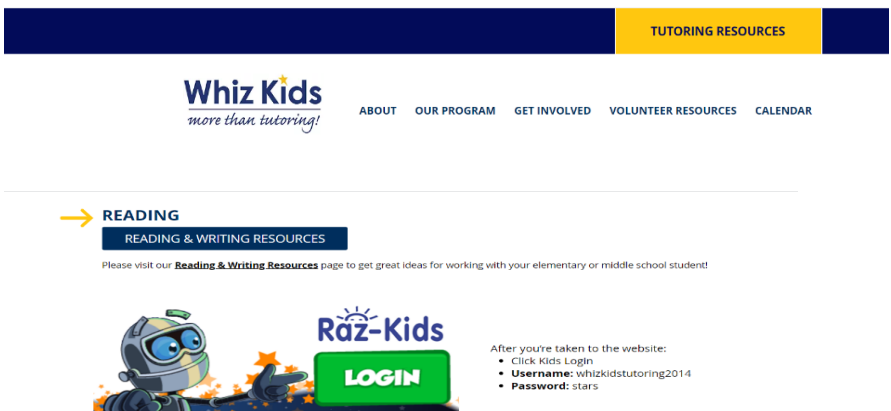 TUTORING RESOURCES
Whiz Kids
more than tutoring!
ABOUT OUR PROGRAM GET INVOLVED VOLUNTEER RESOURCES CALENDAR
READING
READING & WRITING RESOURCES
Please visit our Reading & Writing Resources page to get great ideas for working with your elementary or middle school student!
Raz-Kids
LOGIN
After you're taken to the website:
• Click Kids Login
• Username: whizkidstutoring2014
• Password: stars